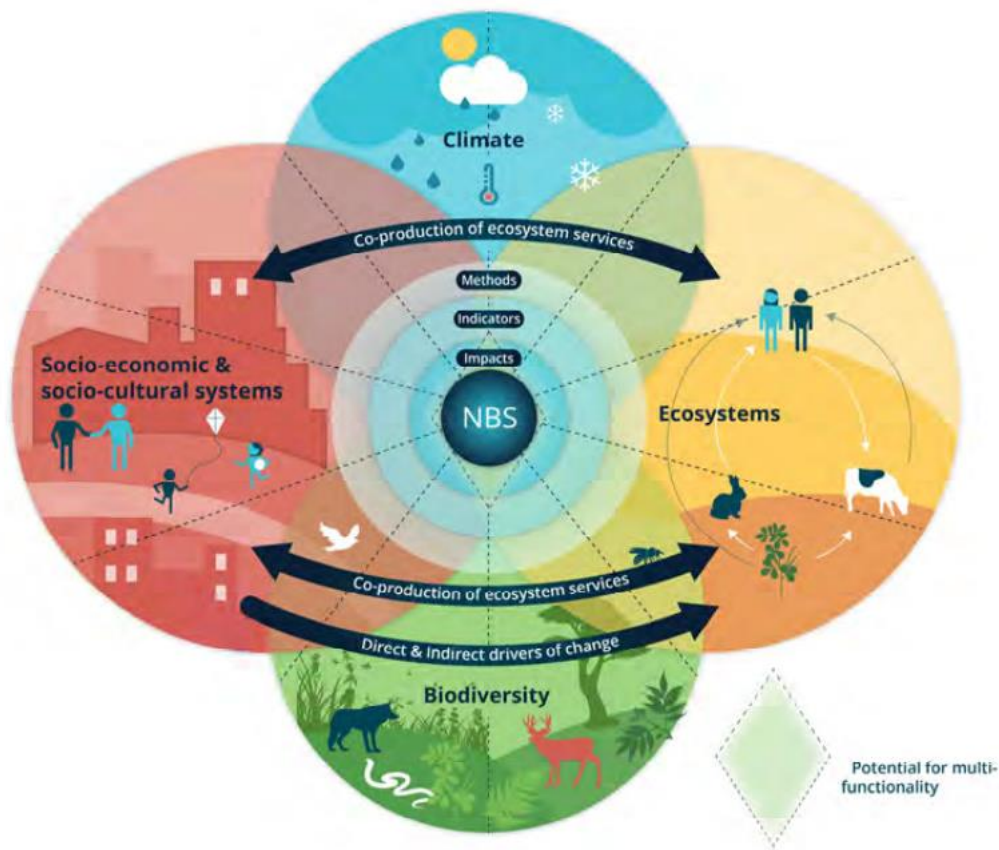 Climate
Co-production of ecosystem services
Methods
Indicators
Impacts
NBS
Socio-economic &
socio-cultural systems
Ecosystems
Co-production of ecosystem services
Direct & Indirect drivers of change
Biodiversity
Potential for multi-
functionality